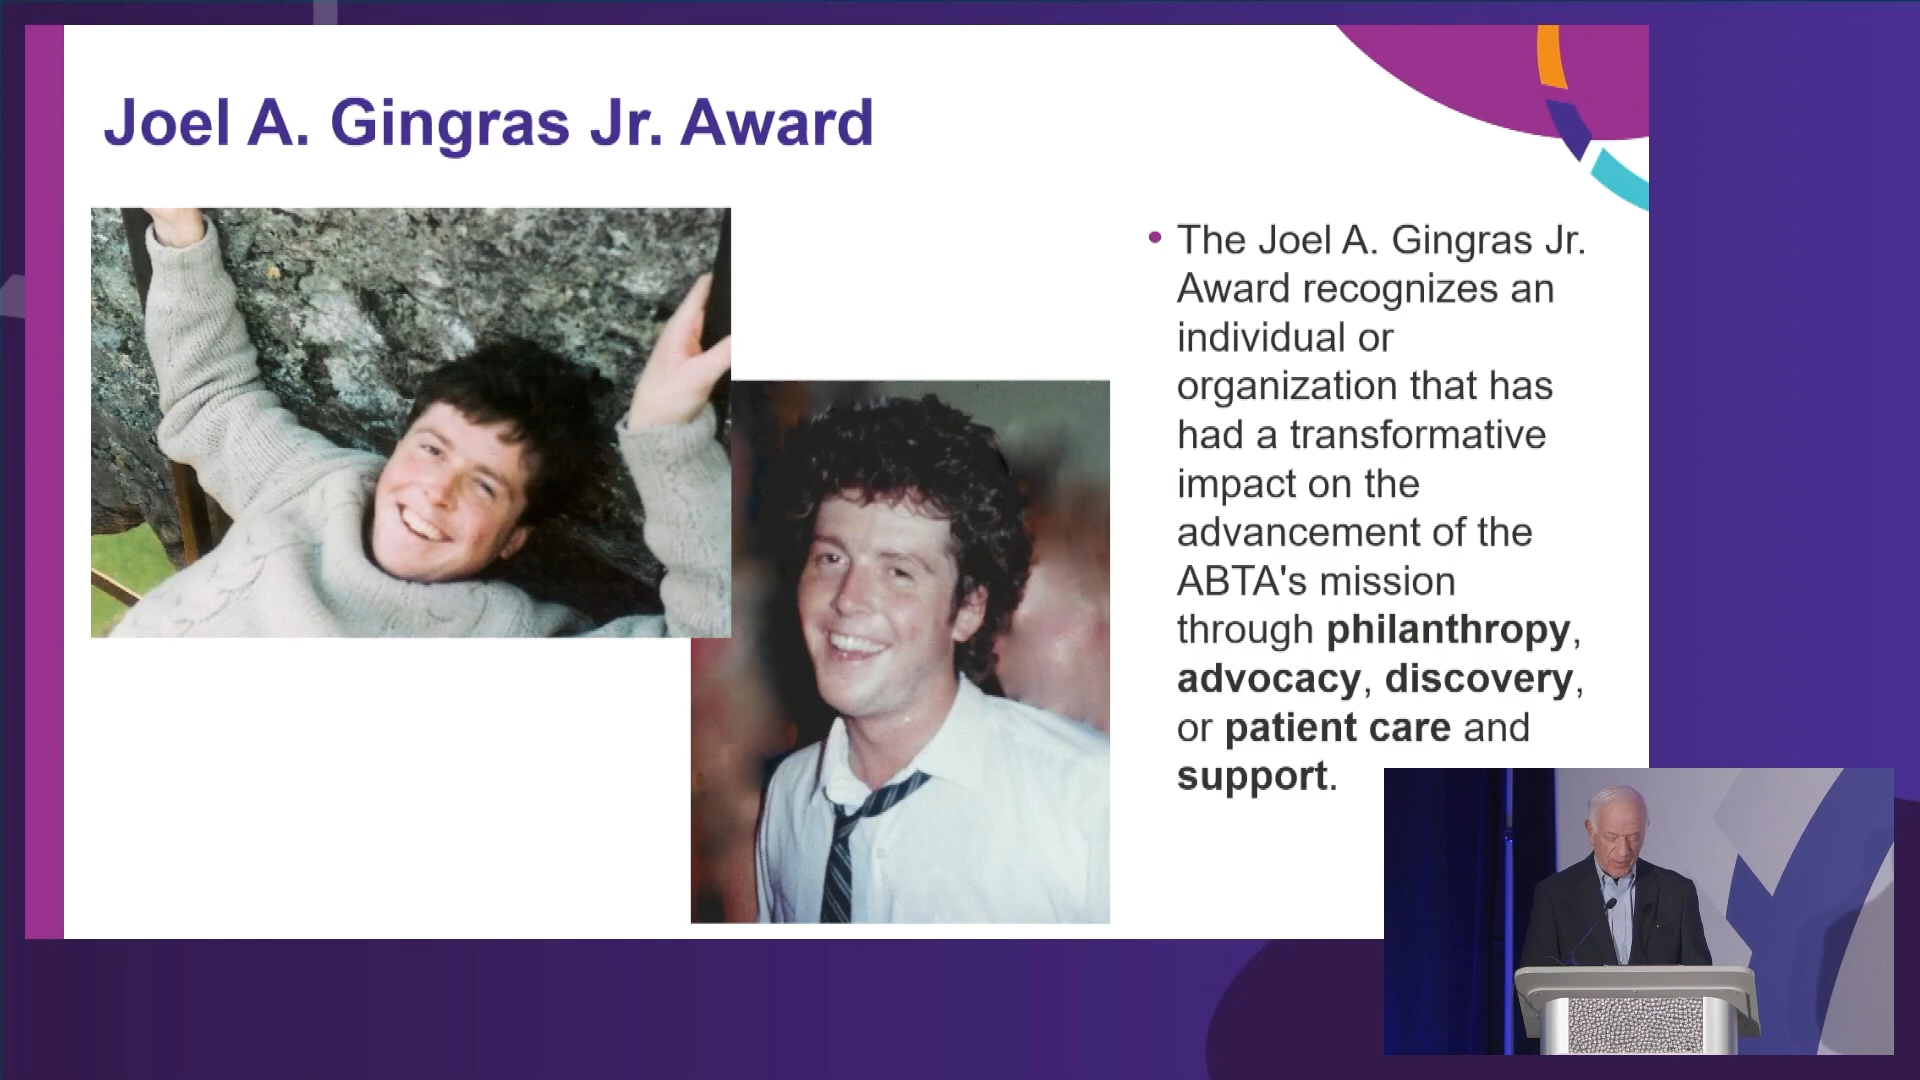 Joel A. Gingras Jr. Award
• The Joel A. Gingras Jr.
Award recognizes an
individual or
organization that has
had a transformative
impact on the
advancement of the
ABTA's mission
through philanthropy,
advocacy, discovery,
or patient care and
support.